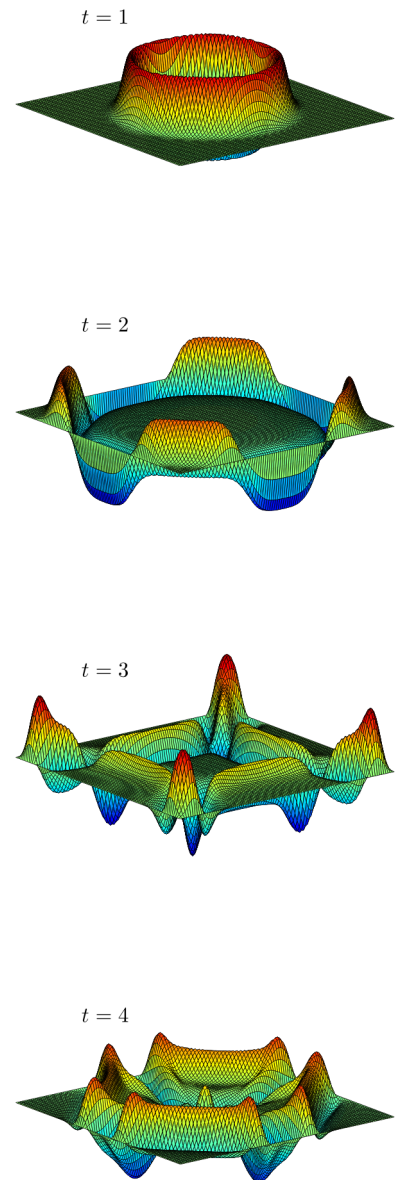 t = 1
t = 2
t = 3
t = 4